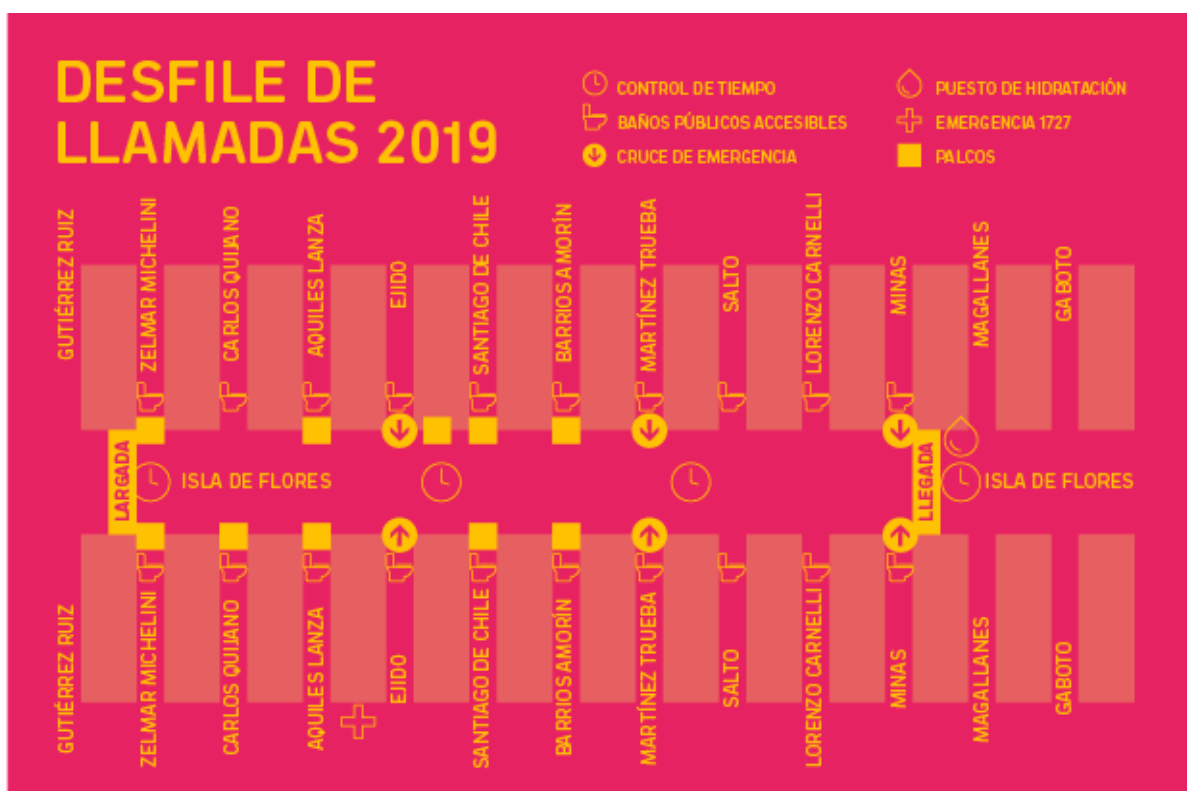 DESFILE DE
LLAMADAS 2019
CONTROL DE TIEMPO
BAÑOS PÚBLICOS ACCESIBLES
CRUCE DE EMERGENCIA
PUESTO DE HIDRATACIÓN
EMERGENCIA 1727
PALCOS
GUTIÉRREZ RUIZ
ZELMAR MICHELINI
CARLOS QUIJANO
AQUILES LANZA
EJIDO
SANTIAGO DE CHILE
BARRIOS AMORÍN
MARTÍNEZ TRUEBA
SALTO
LORENZO CARNELLI
MINAS
MAGALLANES
GABOTO
LARGADA
ISLA DE FLORES
LLEGADA
ISLA DE FLORES
GUTIÉRREZ RUIZ
ZELMAR MICHELINI
CARLOS QUIJANO
AQUILES LANZA
EJIDO
SANTIAGO DE CHILE
BARRIOS AMORÍN
MARTÍNEZ TRUEBA
SALTO
LORENZO CARNELLI
MINAS
MAGALLANES
GABOTO